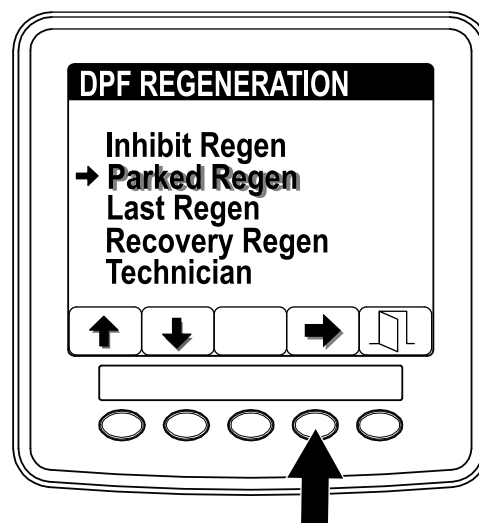 DPF REGENERATION
Inhibit Regen
Parked Regen
Last Regen
Recovery Regen
Technician